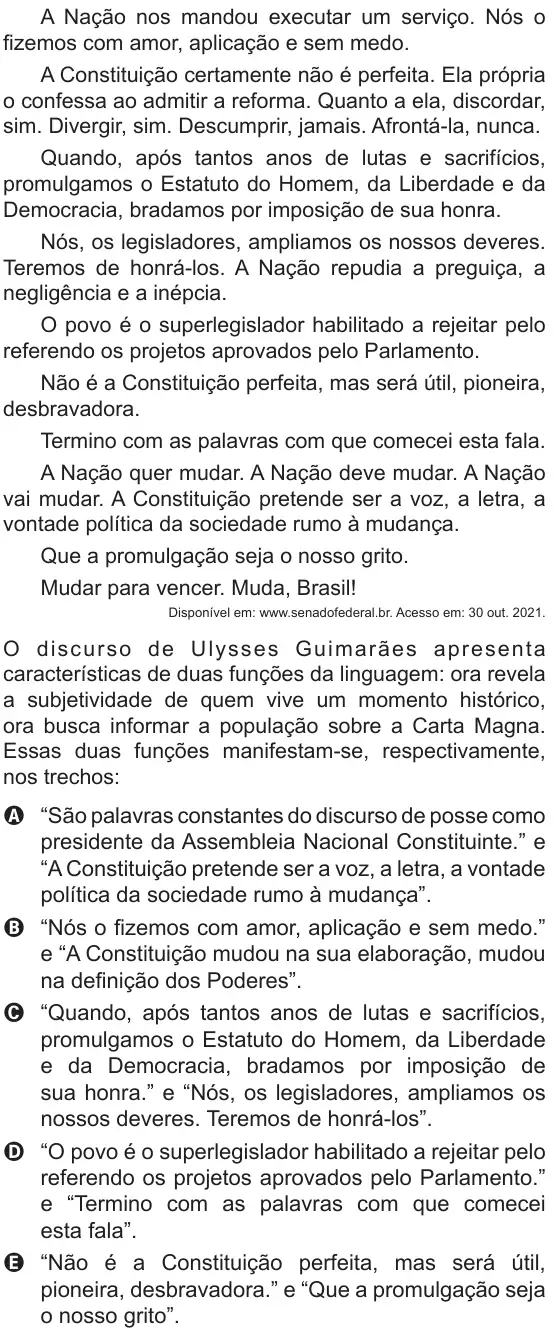 A Nação nos mandou executar um serviço. Nós o
fizemos com amor, aplicação e sem medo.
A Constituição certamente não é perfeita. Ela própria
o confessa ao admitir a reforma. Quanto a ela, discordar,
sim. Divergir, sim. Descumprir, jamais. Afrontá-la, nunca.
Quando, após tantos anos de lutas e sacrifícios,
promulgamos o Estatuto do Homem, da Liberdade e da
Democracia, bradamos por imposição de sua honra.
Nós, os legisladores, ampliamos os nossos deveres.
Teremos de honrá-los. A Nação repudia a preguiça, a
negligência e a inépcia.
O povo é o superlegislador habilitado a rejeitar pelo
referendo os projetos aprovados pelo Parlamento.
Não é a Constituição perfeita, mas será útil, pioneira,
desbravadora.
Termino com as palavras com que comecei esta fala.
A Nação quer mudar. A Nação deve mudar. A Nação
vai mudar. A Constituição pretende ser a voz, a letra, a
vontade política da sociedade rumo à mudança.
Que a promulgação seja o nosso grito.
Mudar para vencer. Muda, Brasil!
Disponível em: www.senadofederal.br. Acesso em: 30 out. 2021.
O discurso de Ulysses Guimarães apresenta
características de duas funções da linguagem: ora revela
a subjetividade de quem vive um momento histórico,
ora busca informar a população sobre a Carta Magna.
Essas duas funções manifestam-se, respectivamente,
nos trechos:
A "São palavras constantes do discurso de posse como
presidente da Assembleia Nacional Constituinte." e
"A Constituição pretende ser a voz, a letra, a vontade
política da sociedade rumo à mudança".
B "Nós o fizemos com amor, aplicação e sem medo."
e "A Constituição mudou na sua elaboração, mudou
na definição dos Poderes".
C "Quando, após tantos anos de lutas e sacrifícios,
promulgamos o Estatuto do Homem, da Liberdade
e da Democracia, bradamos por imposição de
sua honra." e "Nós, os legisladores, ampliamos os
nossos deveres. Teremos de honrá-los".
D "O povo é o superlegislador habilitado a rejeitar pelo
referendo os projetos aprovados pelo Parlamento."
e "Termino com as palavras com que comecei
esta fala".
E "Não é a Constituição perfeita, mas será útil,
pioneira, desbravadora." e "Que a promulgação seja
o nosso grito".